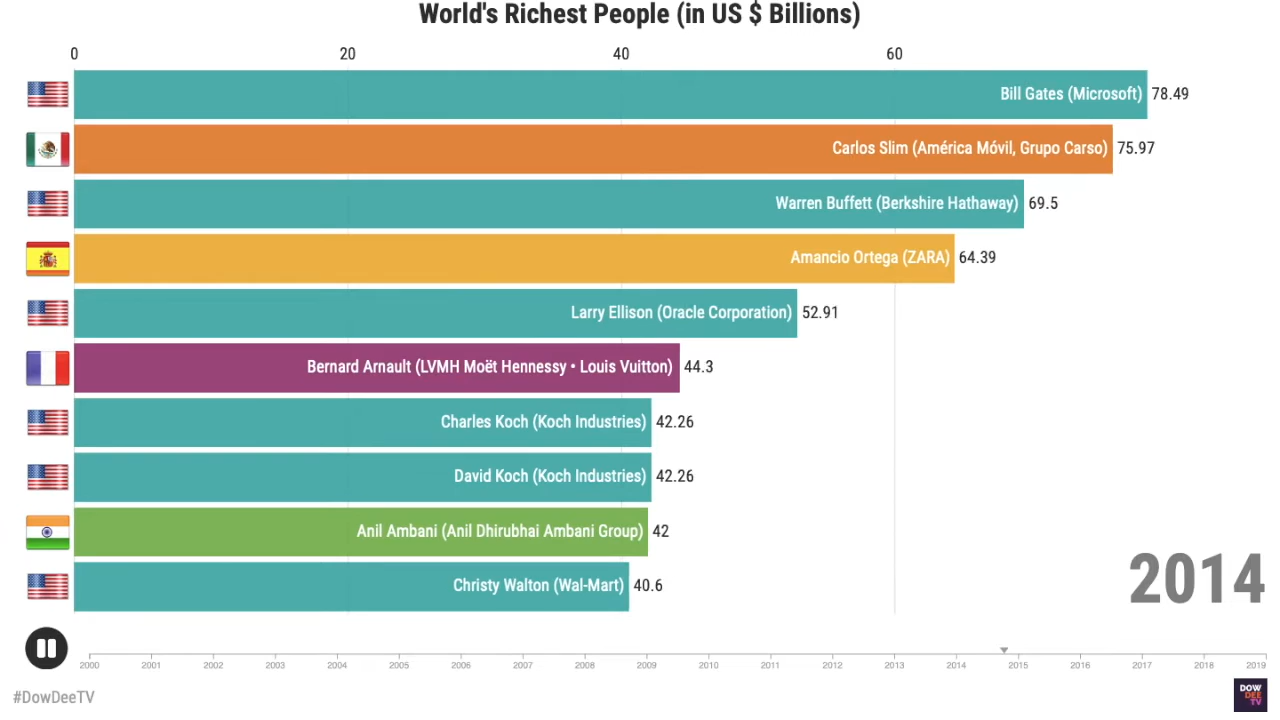 World's Richest People (in US $ Billions)
0 20 40 60
Bill Gates (Microsoft) 78.49
Carlos Slim (América Móvil, Grupo Carso) 75.97
Warren Buffett (Berkshire Hathaway) 69.5
Amancio Ortega (ZARA) 64.39
Larry Ellison (Oracle Corporation) 52.91
Bernard Arnault (LVMH Moët Hennessy • Louis Vuitton) 44.3
Charles Koch (Koch Industries) 42.26
David Koch (Koch Industries) 42.26
Anil Ambani (Anil Dhirubhai Ambani Group) 42
Christy Walton (Wal-Mart) 40.6
2014
2000 2001 2002 2003 2004 2005 2006 2007 2008 2009 2010 2011 2012 2013 2014 2015 2016 2017 2018 2019
#DowDeeTV
DOW
DEE
TV